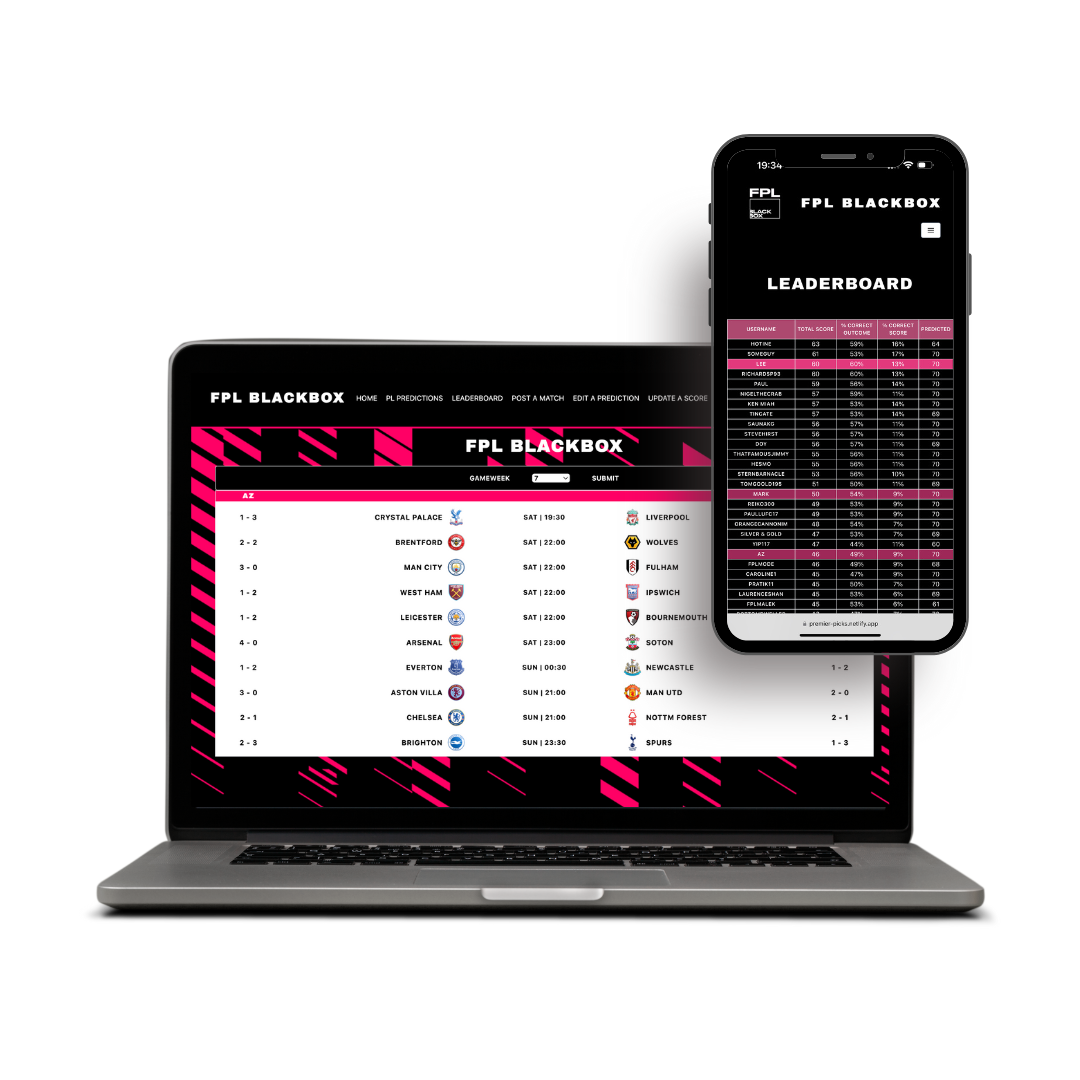 19:34
FPL
BLACK
BOX
FPL BLACKBOX
LEADERBOARD
USERNAME TOTAL SCORE % CORRECT OUTCOME % CORRECT SCORE PREDICTED
HOTINE 63 59% 16% 64
SOMEGUY 61 53% 17% 70
LEE 60 60% 13% 70
RICHARDSP93 60 60% 13% 70
PAUL 59 56% 14% 70
NIGELTHECRAB 57 59% 11% 70
KEN MIAH 57 53% 14% 70
TINGATE 57 53% 14% 69
SAUNAKG 56 57% 11% 70
STEVEHIRST 56 57% 11% 70
56 57% 11% 69
THATFAMOUSJIMMY 55 56% 11% 70
HESMO 55 56% 11% 70
STERNBARNACLE 53 56% 10% 70
TOMGOOLD195 51 50% 11% 69
MARK 50 54% 9% 70
REIKO300 49 53% 9% 70
PAULLUFC17 49 53% 9% 70
ORANGECANNONIM 48 54% 7% 70
SILVER & GOLD 47 53% 7% 69
YIP117 47 44% 11% 60
AZ 46 49% 9% 70
FPLMODE 46 49% 9% 68
CAROLINE1 45 47% 9% 70
PRATIK11 45 50% 7% 70
LAURENCESHAN 45 53% 6% 69
FPLMALEK 45 53% 6% 61
premier-picks.netlify.app
FPL BLACKBOX HOME PL PREDICTIONS LEADERBOARD POST A MATCH EDIT A PREDICTION UPDATE A SCORE
FPL BLACKBOX
GAMEWEEK 7 SUBMIT
AZ
1 - 3 CRYSTAL PALACE SAT | 19:30 LIVERPOOL
2 - 2 BRENTFORD SAT | 22:00 WOLVES
3 - 0 MAN CITY SAT | 22:00 FULHAM
1 - 2 WEST HAM SAT | 22:00 IPSWICH
1 - 2 LEICESTER SAT | 22:00 BOURNEMOUTH
4 - 0 ARSENAL SAT | 23:00 SOTON
1 - 2 EVERTON SUN | 00:30 NEWCASTLE 1 - 2
3 - 0 ASTON VILLA SUN | 21:00 MAN UTD 2 - 0
2 - 1 CHELSEA SUN | 21:00 NOTTM FOREST 2 - 1
2 - 3 BRIGHTON SUN | 23:30 SPURS 1 - 3